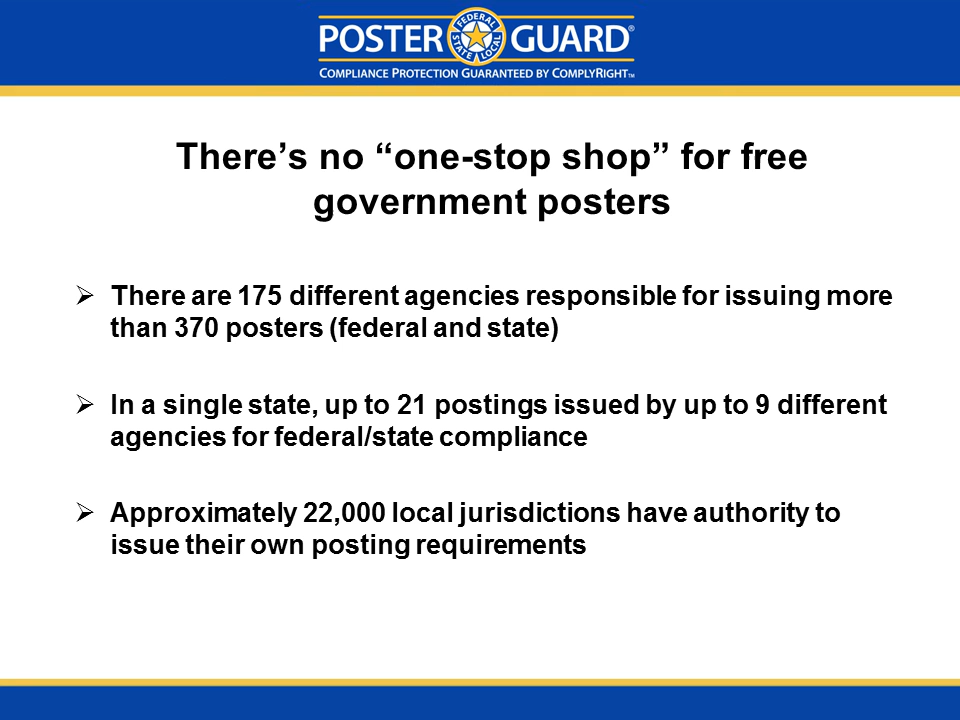 POSTER GUARD®
FEDERAL STATE LOCAL
COMPLIANCE PROTECTION GUARANTEED BY COMPLYRIGHT™
There’s no “one-stop shop” for free
government posters
➢ There are 175 different agencies responsible for issuing more
than 370 posters (federal and state)
➢ In a single state, up to 21 postings issued by up to 9 different
agencies for federal/state compliance
➢ Approximately 22,000 local jurisdictions have authority to
issue their own posting requirements